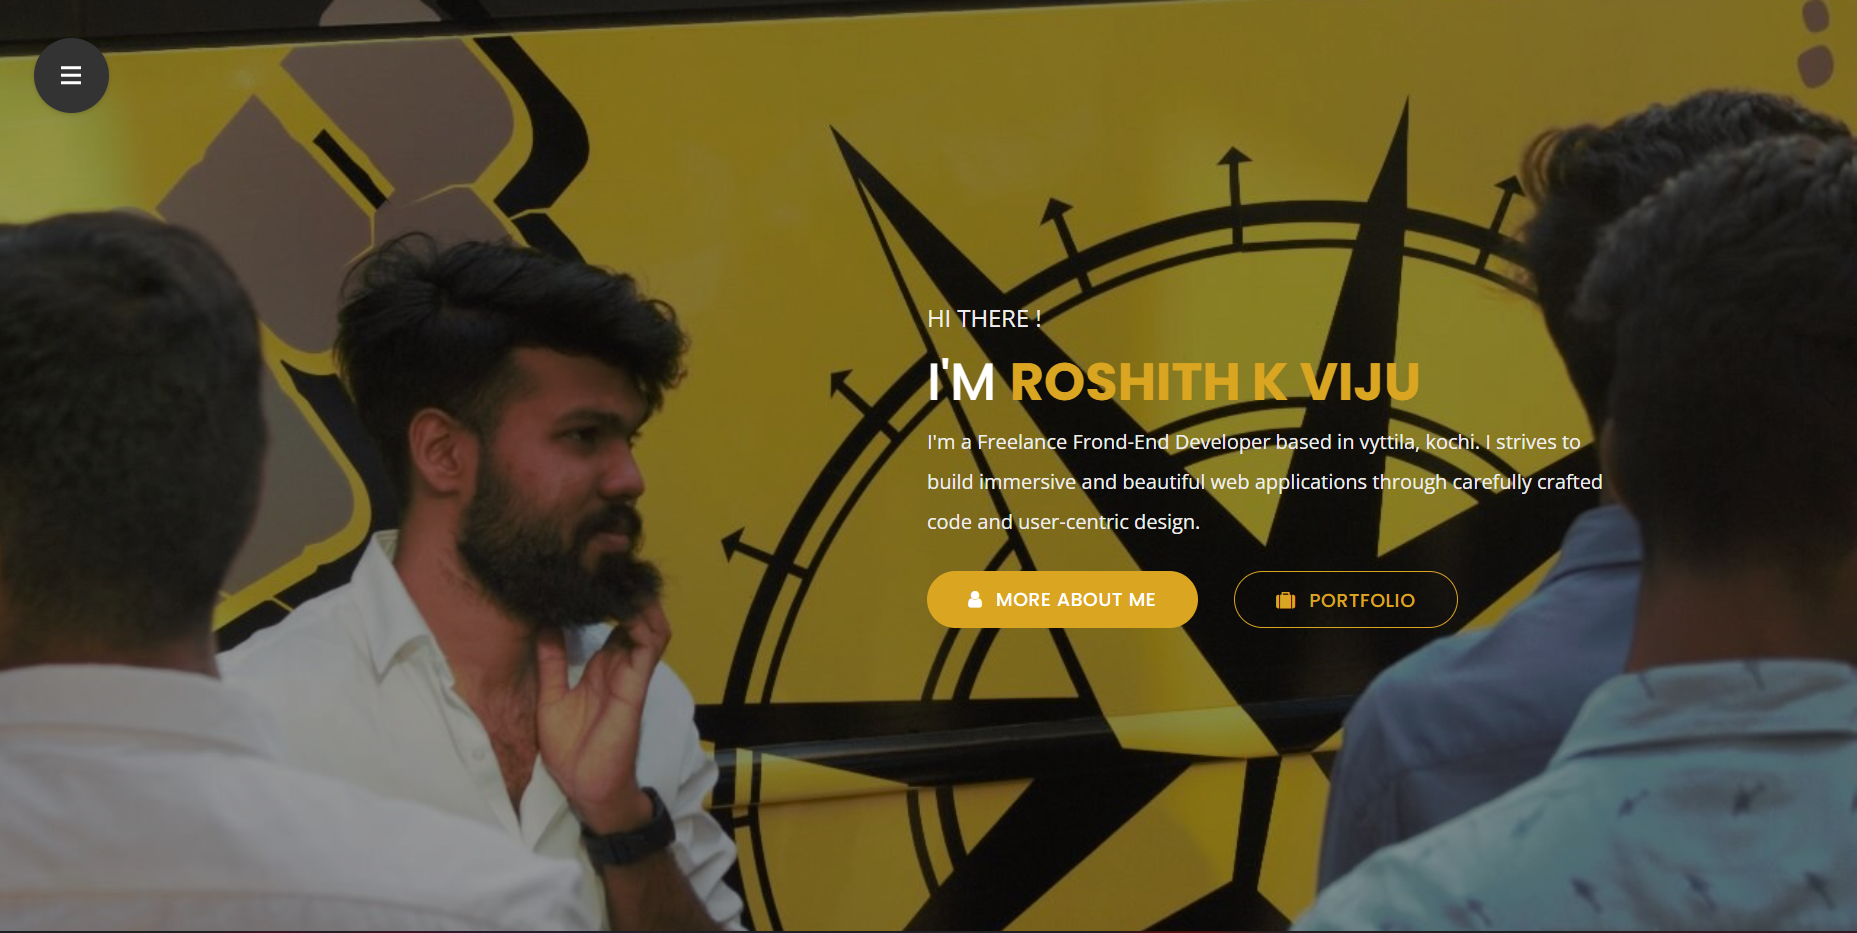 HI THERE !
I'M ROSHITH K VIJU
I'm a Freelance Frond-End Developer based in vyttila, kochi. I strives to
build immersive and beautiful web applications through carefully crafted
code and user-centric design.
MORE ABOUT ME
PORTFOLIO